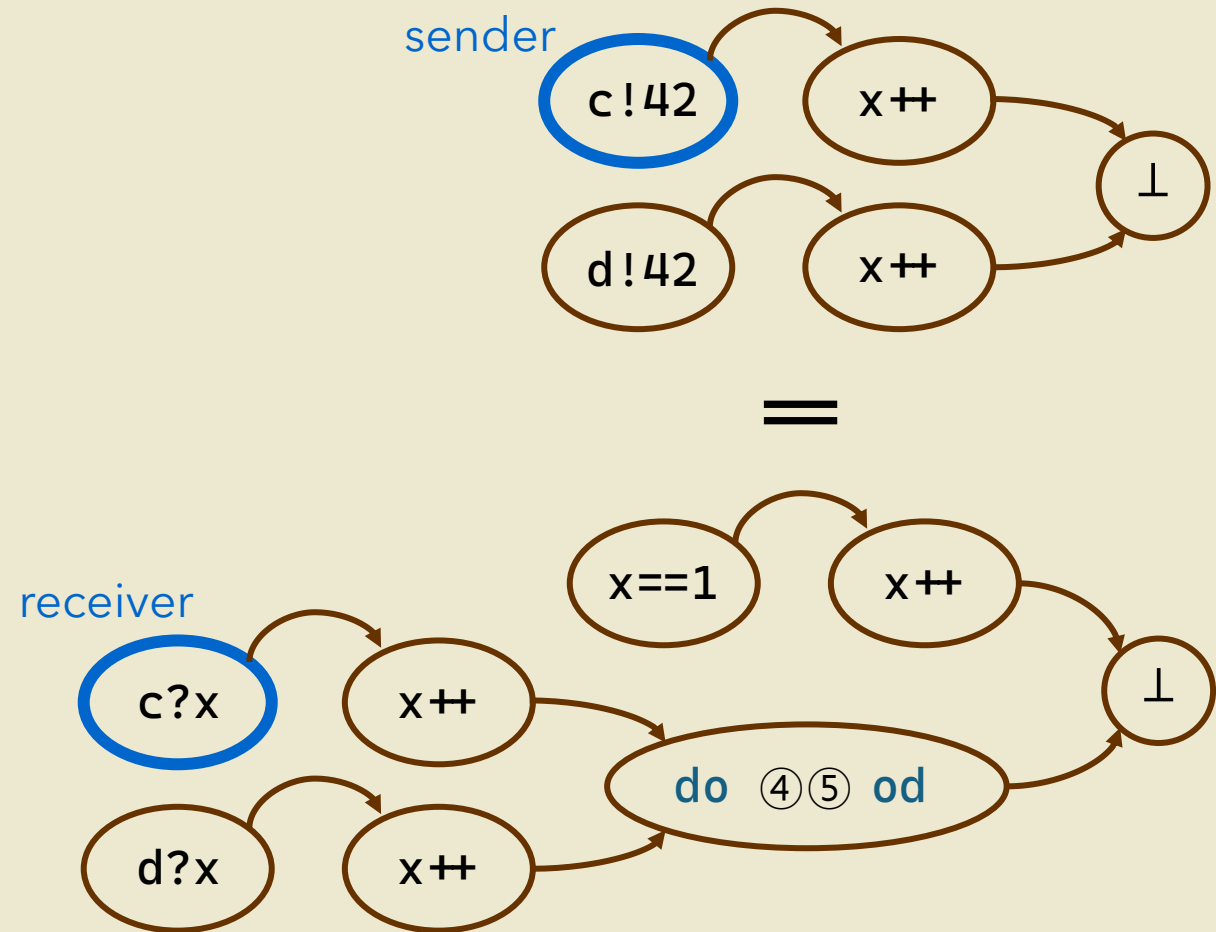 sender
c!42 x++
⊥
d!42 x++
=
x==1 x++
receiver
⊥
c?x x++
do ④⑤ od
d?x x++